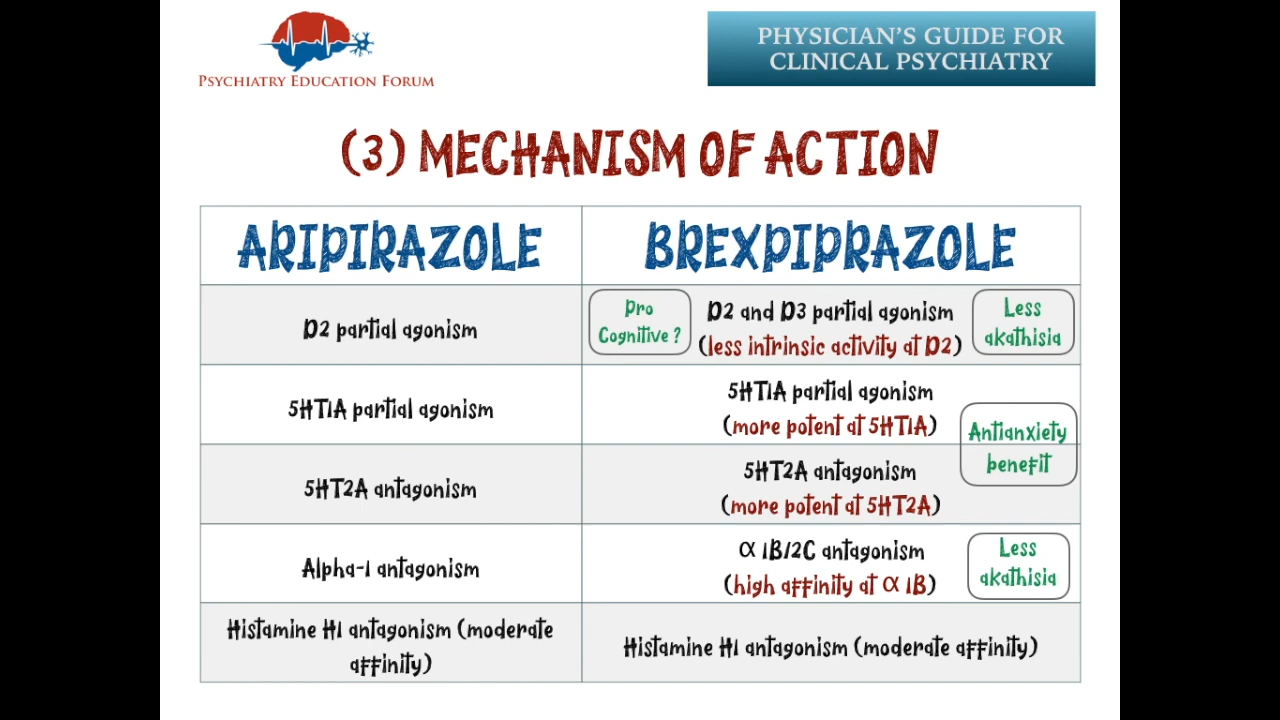 PSYCHIATRY EDUCATION FORUM
PHYSICIAN'S GUIDE FOR
CLINICAL PSYCHIATRY
(3) MECHANISM OF ACTION
ARIPIRAZOLE
BREXPIPRAZOLE
D2 partial agonism
Pro
Cognitive ?
D2 and D3 partial agonism
(less intrinsic activity at D2)
Less
akathisia
5HT1A partial agonism
5HT1A partial agonism
(more potent at 5HT1A)
Antianxiety
benefit
5HT2A antagonism
5HT2A antagonism
(more potent at 5HT2A)
Alpha-1 antagonism
α 1B/2C antagonism
(high affinity at α 1B)
Less
akathisia
Histamine H1 antagonism (moderate
affinity)
Histamine H1 antagonism (moderate affinity)